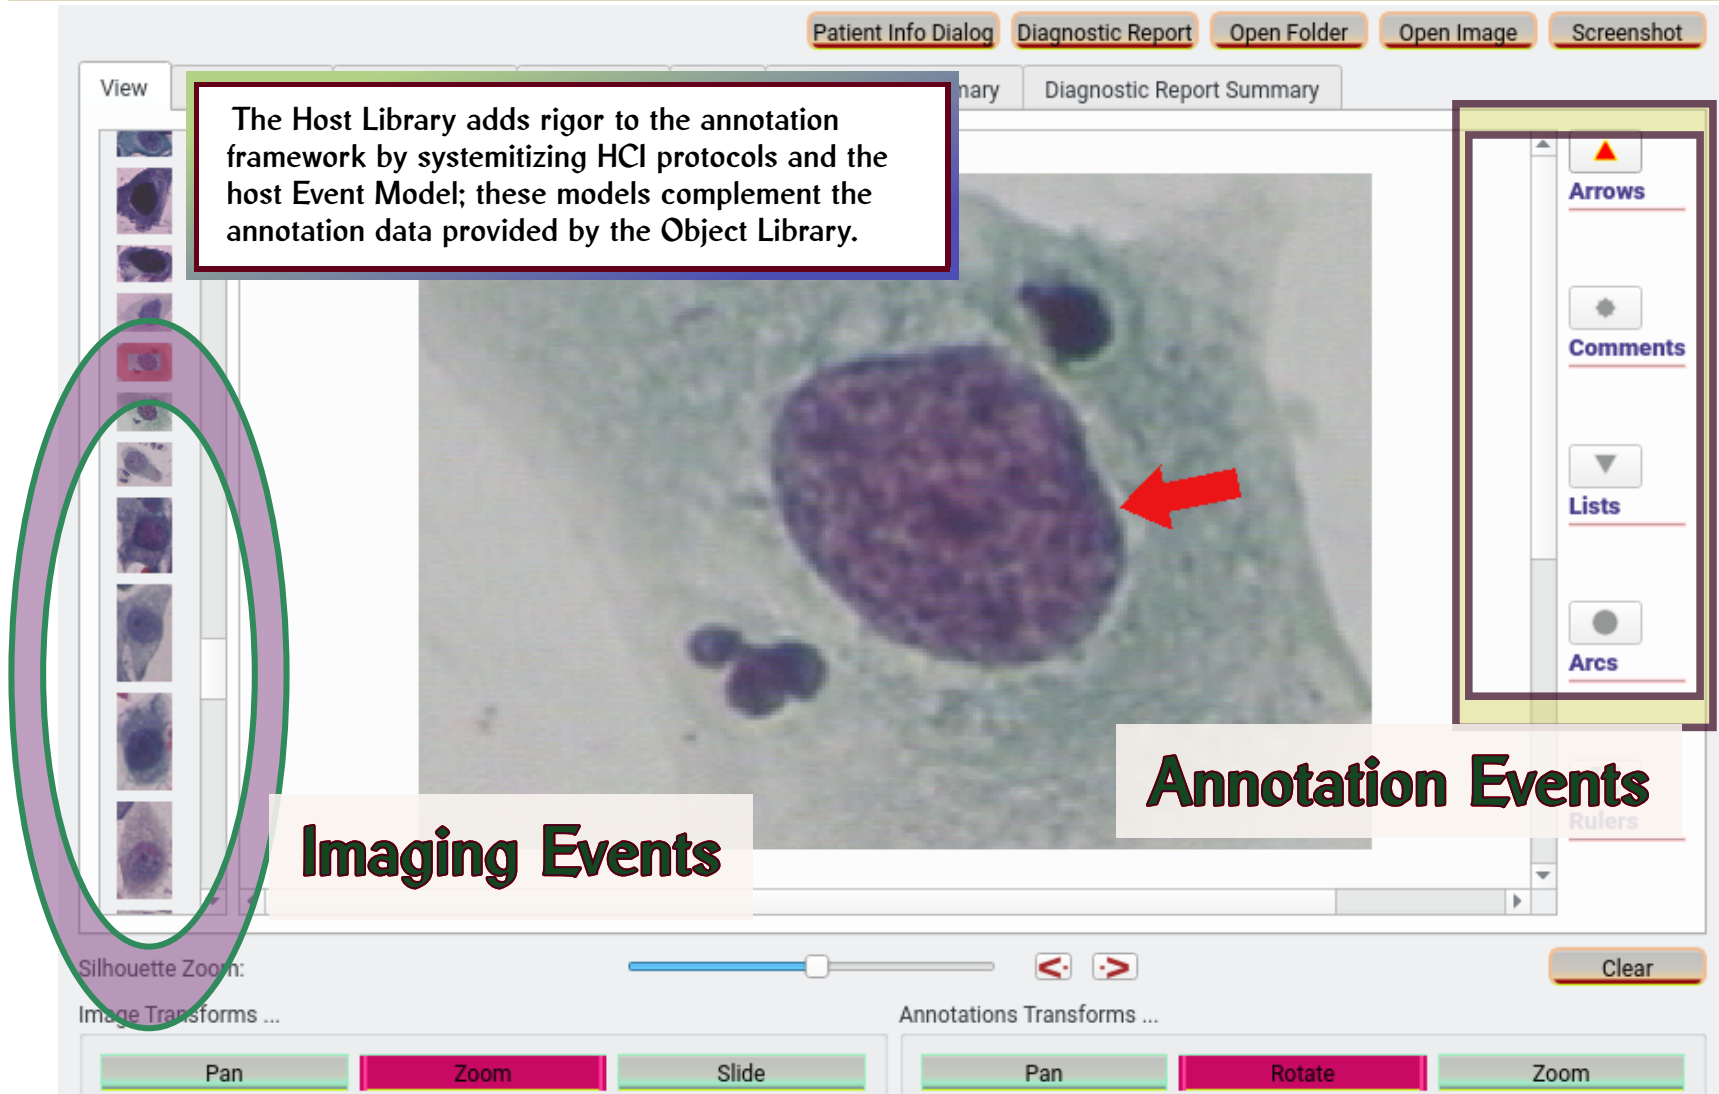 Patient Info Dialog Diagnostic Report Open Folder Open Image Screenshot
View Diagnostic Report Summary
The Host Library adds rigor to the annotation
framework by systemitizing HCI protocols and the
host Event Model; these models complement the
annotation data provided by the Object Library.
Arrows
Comments
Lists
Arcs
Annotation Events
Rulers
Imaging Events
Silhouette Zoom:
<· ·>
Clear
Image Transforms ...
Annotations Transforms ...
Pan Zoom Slide
Pan Rotate Zoom